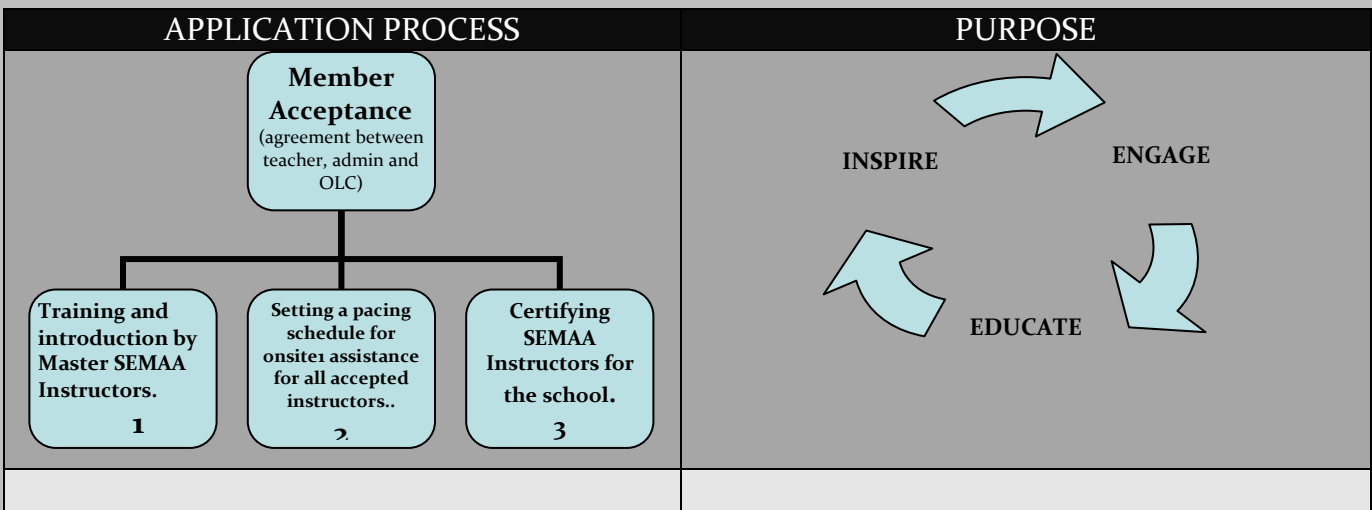 APPLICATION PROCESS
Member
Acceptance
(agreement between
teacher, admin and
OLC)
Training and
introduction by
Master SEMAA
Instructors.
1
Setting a pacing
schedule for
onsite1 assistance
for all accepted
instructors..
2
Certifying
SEMAA
Instructors for
the school.
3
PURPOSE
INSPIRE
ENGAGE
EDUCATE